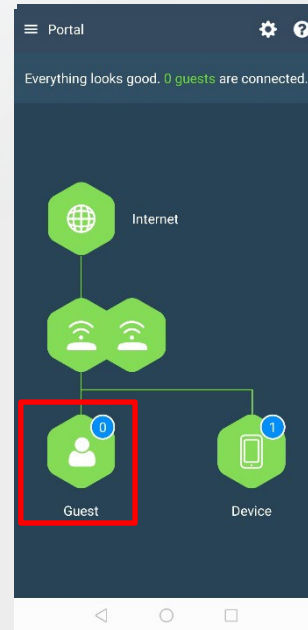 Portal
Everything looks good. 0 guests are connected.
Internet
0
1
Guest
Device